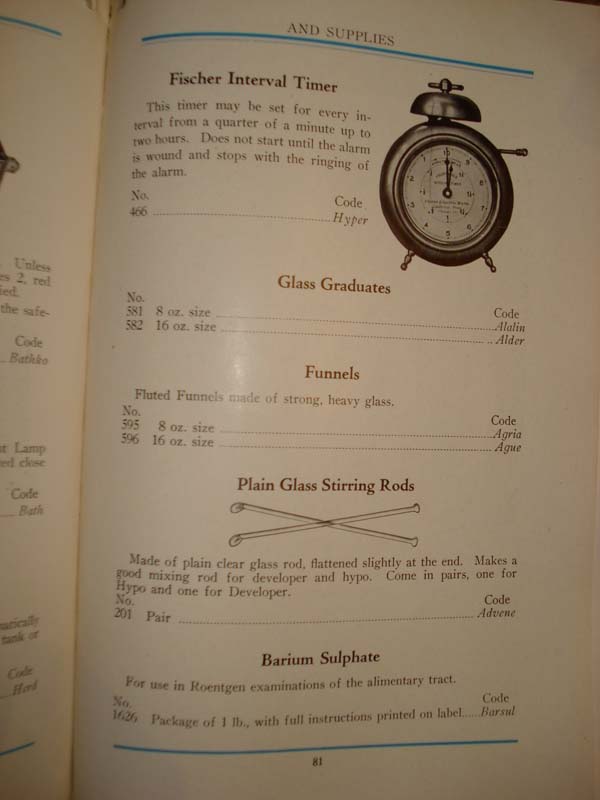 AND SUPPLIES
Fischer Interval Timer
This timer may be set for every in-
terval from a quarter of a minute up to
two hours. Does not start until the alarm
is wound and stops with the ringing of
the alarm.
No. Code
466 Hyper
Glass Graduates
No. Code
581 8 oz. size Alalin
582 16 oz. size Alder
Funnels
Fluted Funnels made of strong, heavy glass.
No. Code
595 8 oz. size Agria
596 16 oz. size Ague
Plain Glass Stirring Rods
Made of plain clear glass rod, flattened slightly at the end. Makes a
good mixing rod for developer and hypo. Come in pairs, one for
Hypo and one for Developer.
No. Code
201 Pair Advene
Barium Sulphate
For use in Roentgen examinations of the alimentary tract.
No. Code
1626 Package of 1 lb., with full instructions printed on label......Barsul
81
Unless
2, red
the safe-
Code
Bathko
Lamp
close
Code
Bath
tank or
Code
Herd